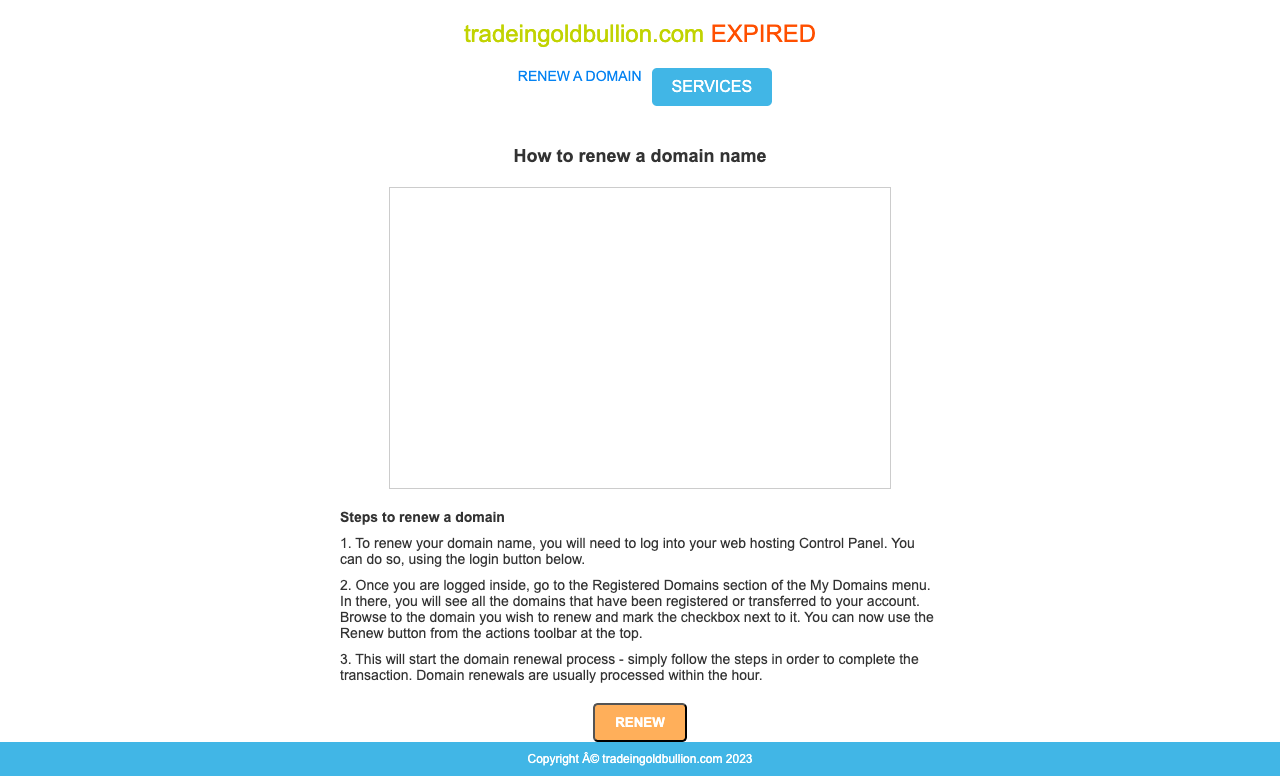 tradeingoldbullion.com EXPIRED
RENEW A DOMAIN
SERVICES
How to renew a domain name
Steps to renew a domain
1. To renew your domain name, you will need to log into your web hosting Control Panel. You
can do so, using the login button below.
2. Once you are logged inside, go to the Registered Domains section of the My Domains menu.
In there, you will see all the domains that have been registered or transferred to your account.
Browse to the domain you wish to renew and mark the checkbox next to it. You can now use the
Renew button from the actions toolbar at the top.
3. This will start the domain renewal process - simply follow the steps in order to complete the
transaction. Domain renewals are usually processed within the hour.
RENEW
Copyright Â© tradeingoldbullion.com 2023